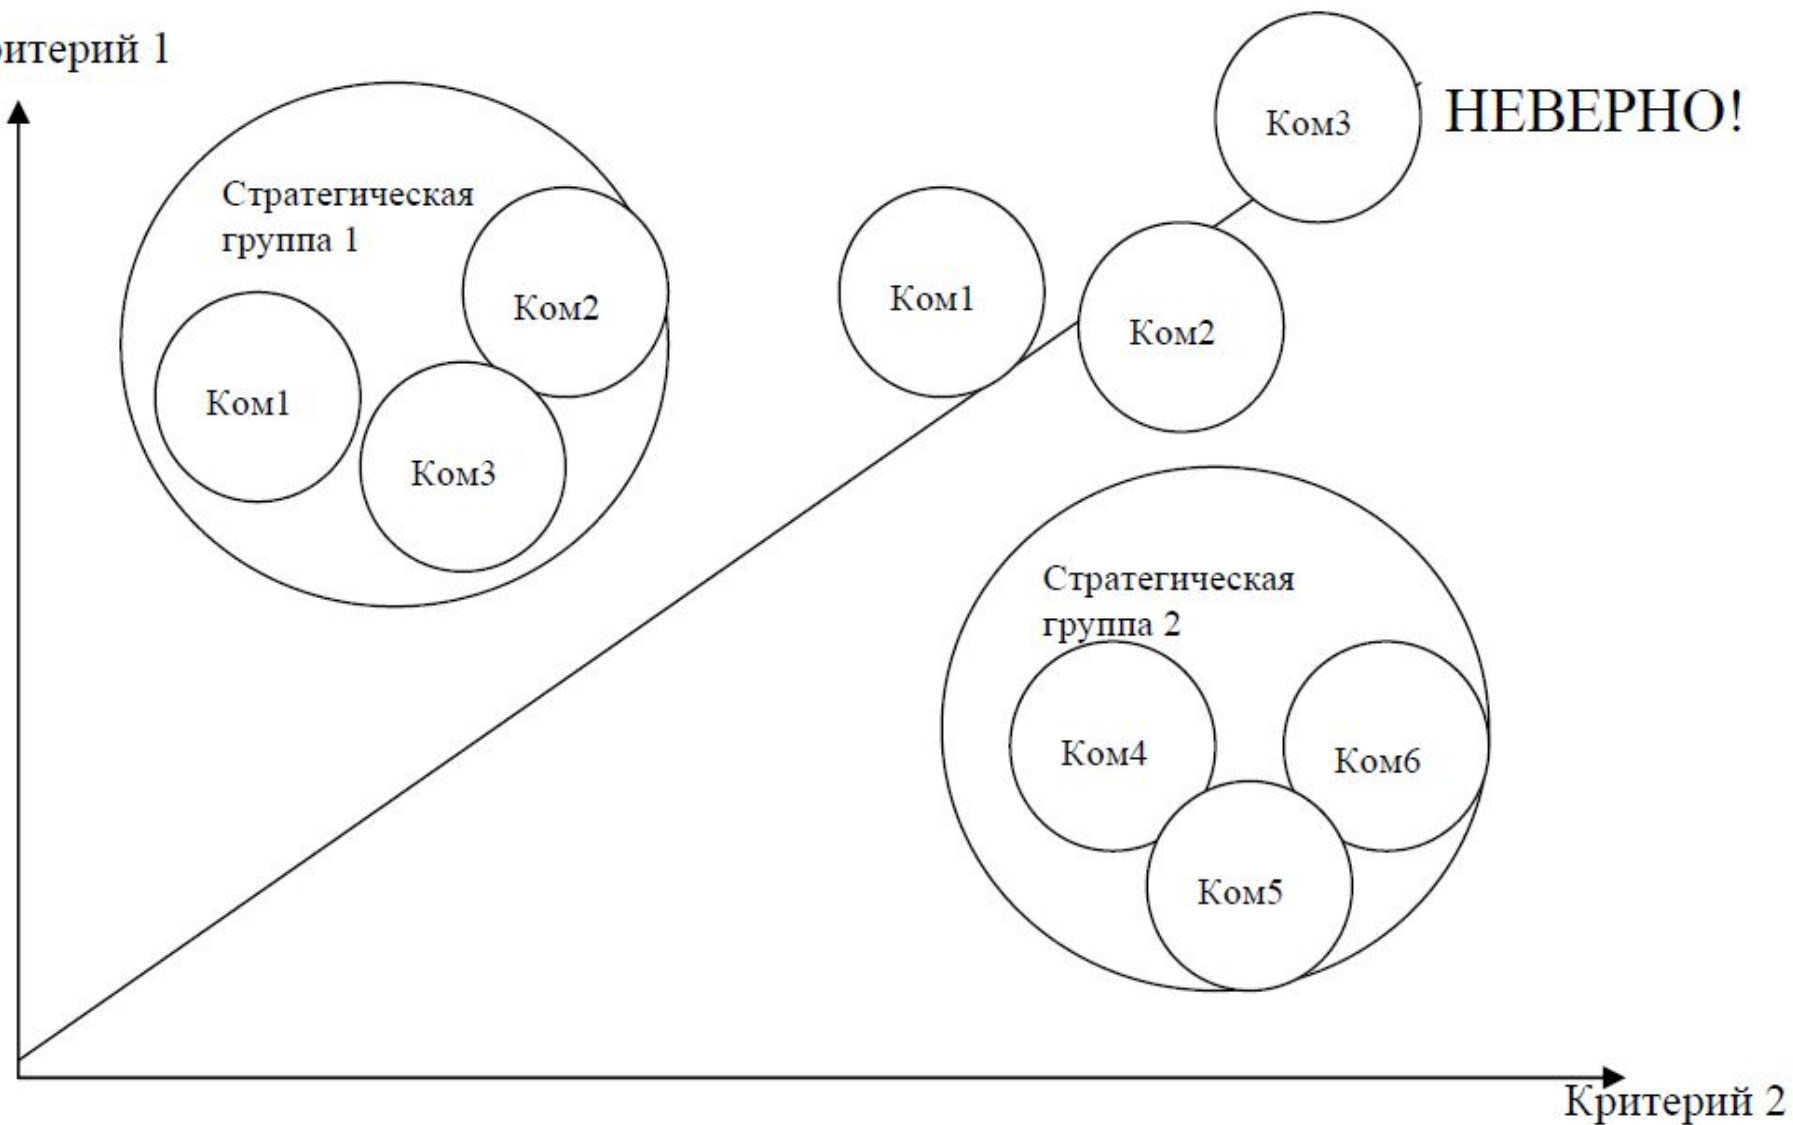 ритерий 1
НЕВЕРНО!
Ком3
Стратегическая
группа 1
Ком2
Ком1
Ком3
Ком1
Ком2
Стратегическая
группа 2
Ком4
Ком6
Ком5
Критерий 2